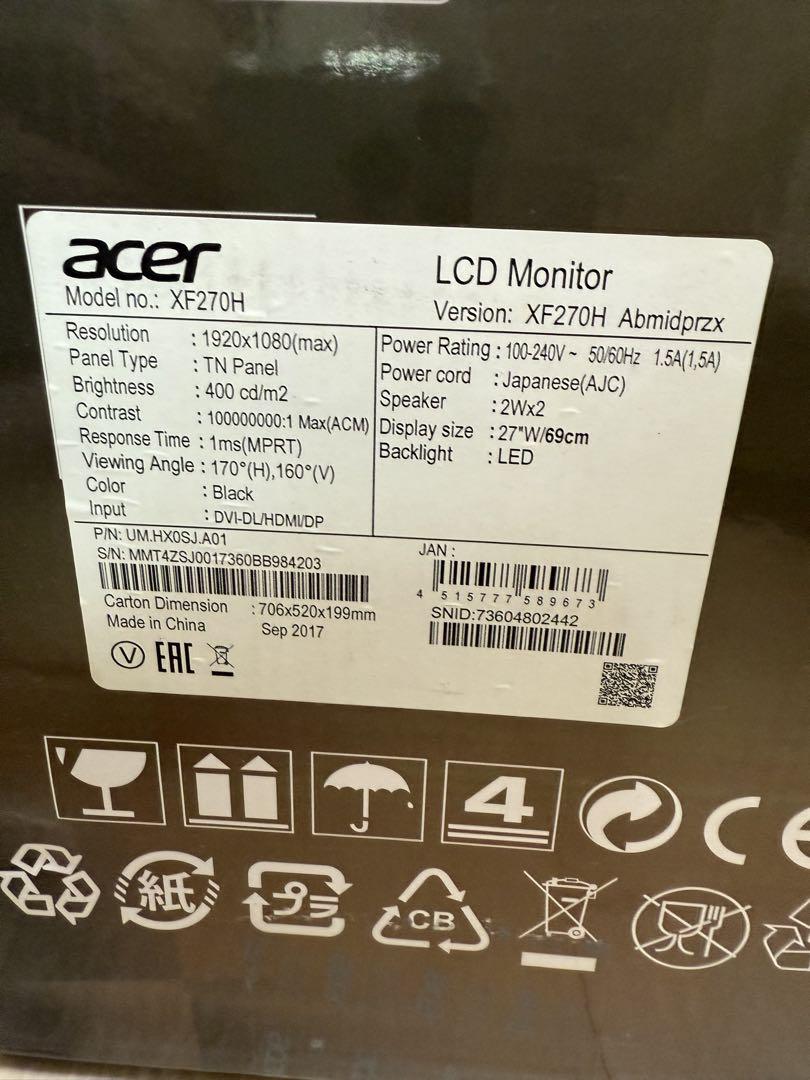 acer
Model no.: XF270H
LCD Monitor
Version: XF270H Abmidprzx
Resolution : 1920x1080(max)
Panel Type : TN Panel
Brightness : 400 cd/m2
Contrast : 100000000:1 Max(ACM)
Response Time : 1ms(MPRT)
Viewing Angle : 170°(H),160°(V)
Color : Black
Input : DVI-DL/HDMI/DP
Power Rating : 100-240V ~ 50/60Hz 1.5A(1,5A)
Power cord : Japanese(AJC)
Speaker : 2Wx2
Display size : 27"W/69cm
Backlight : LED
P/N: UM.HX0SJ.A01
S/N: MMT4ZSJ0017360BB984203
Carton Dimension : 706x520x199mm
Made in China Sep 2017
V EAC
JAN :
4 515777 589673
SNID:73604802442
4
CE
紙
プラ
CB